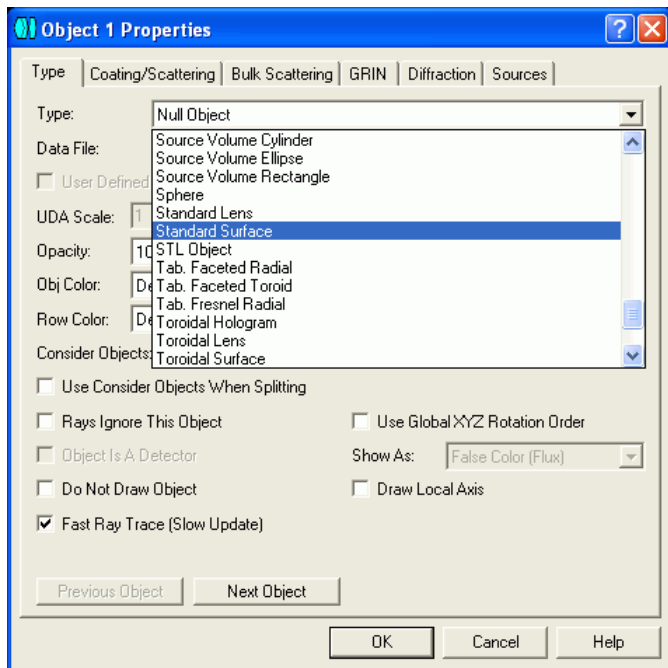 Object 1 Properties
Type Coating/Scattering Bulk Scattering GRIN Diffraction Sources
Type: Null Object
Data File:
Source Volume Cylinder
Source Volume Ellipse
Source Volume Rectangle
Sphere
Standard Lens
Standard Surface
STL Object
Tab. Faceted Radial
Tab. Faceted Toroid
Tab. Fresnel Radial
Toroidal Hologram
Toroidal Lens
Toroidal Surface
User Defined
UDA Scale: 1
Opacity: 10
Obj Color: De
Row Color: De
Consider Objects:
Use Consider Objects When Splitting
Rays Ignore This Object Use Global XYZ Rotation Order
Object Is A Detector Show As: False Color (Flux)
Do Not Draw Object Draw Local Axis
Fast Ray Trace (Slow Update)
Previous Object Next Object
OK Cancel Help